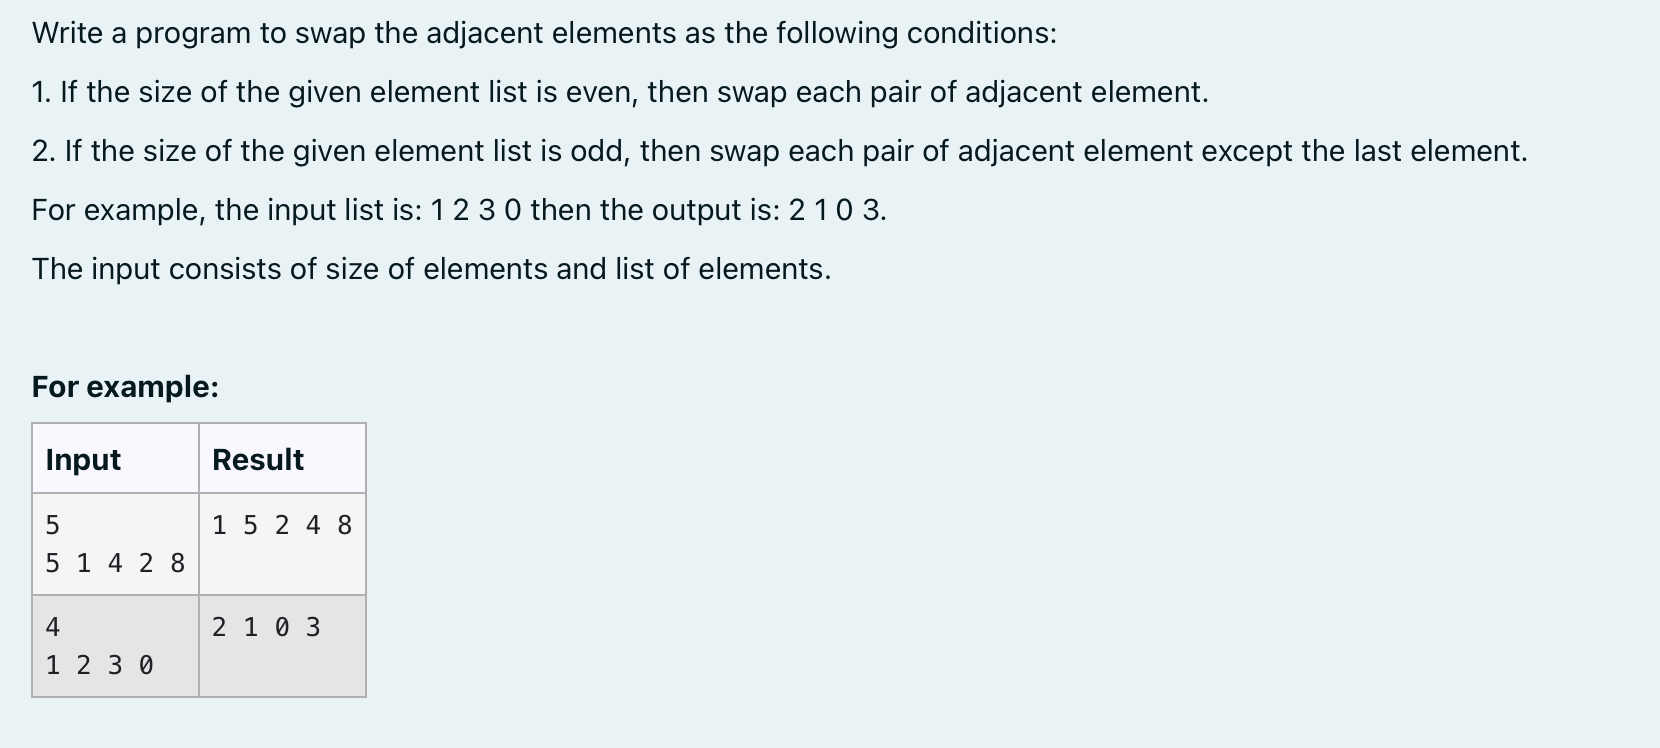 Write a program to swap the adjacent elements as the following conditions:
1. If the size of the given element list is even, then swap each pair of adjacent element.
2. If the size of the given element list is odd, then swap each pair of adjacent element except the last element.
For example, the input list is: 1 2 3 0 then the output is: 2 1 0 3.
The input consists of size of elements and list of elements.
For example:
Input Result
5 1 5 2 4 8
5 1 4 2 8
4 2 1 0 3
1 2 3 0